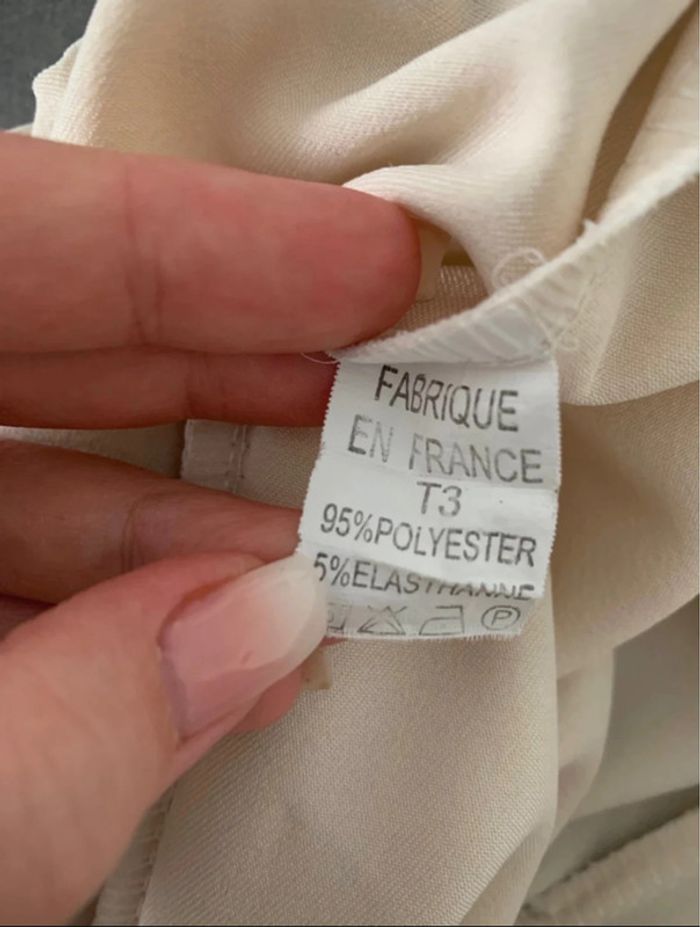 FABRIQUE
EN FRANCE
T3
95%POLYESTER
5%ELASTHANNE
P